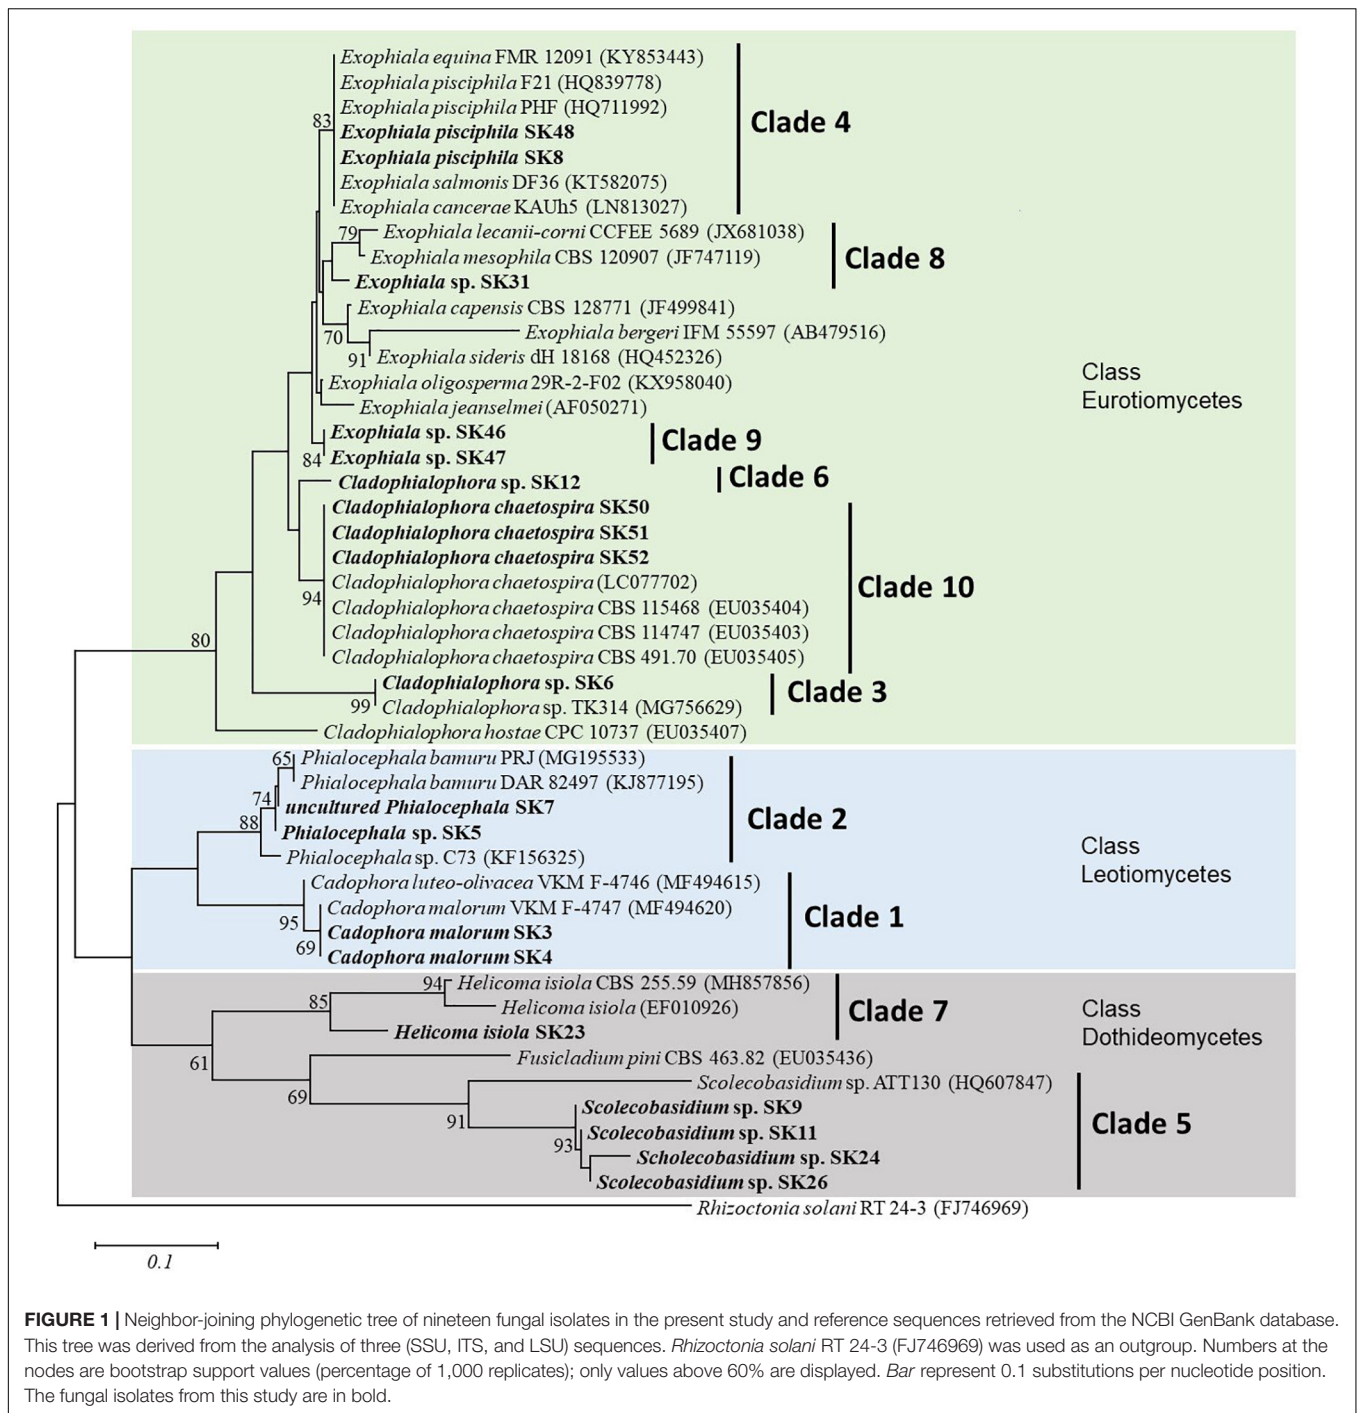 Exophiala equina FMR 12091 (KY853443)
Exophiala pisciphila F21 (HQ839778)
Exophiala pisciphila PHF (HQ711992)
83
Exophiala pisciphila SK48
Clade 4
Exophiala pisciphila SK8
Exophiala salmonis DF36 (KT582075)
Exophiala cancerae KAUh5 (LN813027)
79
Exophiala lecanii-corni CCFEE 5689 (JX681038)
Exophiala mesophila CBS 120907 (JF747119)
Clade 8
Exophiala sp. SK31
Exophiala capensis CBS 128771 (JF499841)
70
Exophiala bergeri IFM 55597 (AB479516)
91
Exophiala sideris dH 18168 (HQ452326)
Exophiala oligosperma 29R-2-F02 (KX958040)
Exophiala jeanselmei (AF050271)
Class
Eurotiomycetes
Exophiala sp. SK46
Clade 9
84
Exophiala sp. SK47
Cladophialophora sp. SK12
Clade 6
Cladophialophora chaetospira SK50
Cladophialophora chaetospira SK51
Cladophialophora chaetospira SK52
Cladophialophora chaetospira (LC077702)
Clade 10
94
Cladophialophora chaetospira CBS 115468 (EU035404)
Cladophialophora chaetospira CBS 114747 (EU035403)
80
Cladophialophora chaetospira CBS 491.70 (EU035405)
Cladophialophora sp. SK6
Clade 3
99
Cladophialophora sp. TK314 (MG756629)
Cladophialophora hostae CPC 10737 (EU035407)
65
Phialocephala bamuru PRJ (MG195533)
Phialocephala bamuru DAR 82497 (KJ877195)
74
uncultured Phialocephala SK7
Clade 2
88
Phialocephala sp. SK5
Phialocephala sp. C73 (KF156325)
Class
Leotiomycetes
Cadophora luteo-olivacea VKM F-4746 (MF494615)
Cadophora malorum VKM F-4747 (MF494620)
Clade 1
95
Cadophora malorum SK3
69
Cadophora malorum SK4
94
Helicoma isiola CBS 255.59 (MH857856)
85
Helicoma isiola (EF010926)
Clade 7
Helicoma isiola SK23
Class
Dothideomycetes
61
Fusicladium pini CBS 463.82 (EU035436)
69
Scolecobasidium sp. ATT130 (HQ607847)
91
Scolecobasidium sp. SK9
Clade 5
93
Scolecobasidium sp. SK11
Scholecobasidium sp. SK24
Scolecobasidium sp. SK26
Rhizoctonia solani RT 24-3 (FJ746969)
0.1
FIGURE 1 | Neighbor-joining phylogenetic tree of nineteen fungal isolates in the present study and reference sequences retrieved from the NCBI GenBank database.
This tree was derived from the analysis of three (SSU, ITS, and LSU) sequences. Rhizoctonia solani RT 24-3 (FJ746969) was used as an outgroup. Numbers at the
nodes are bootstrap support values (percentage of 1,000 replicates); only values above 60% are displayed. Bar represent 0.1 substitutions per nucleotide position.
The fungal isolates from this study are in bold.